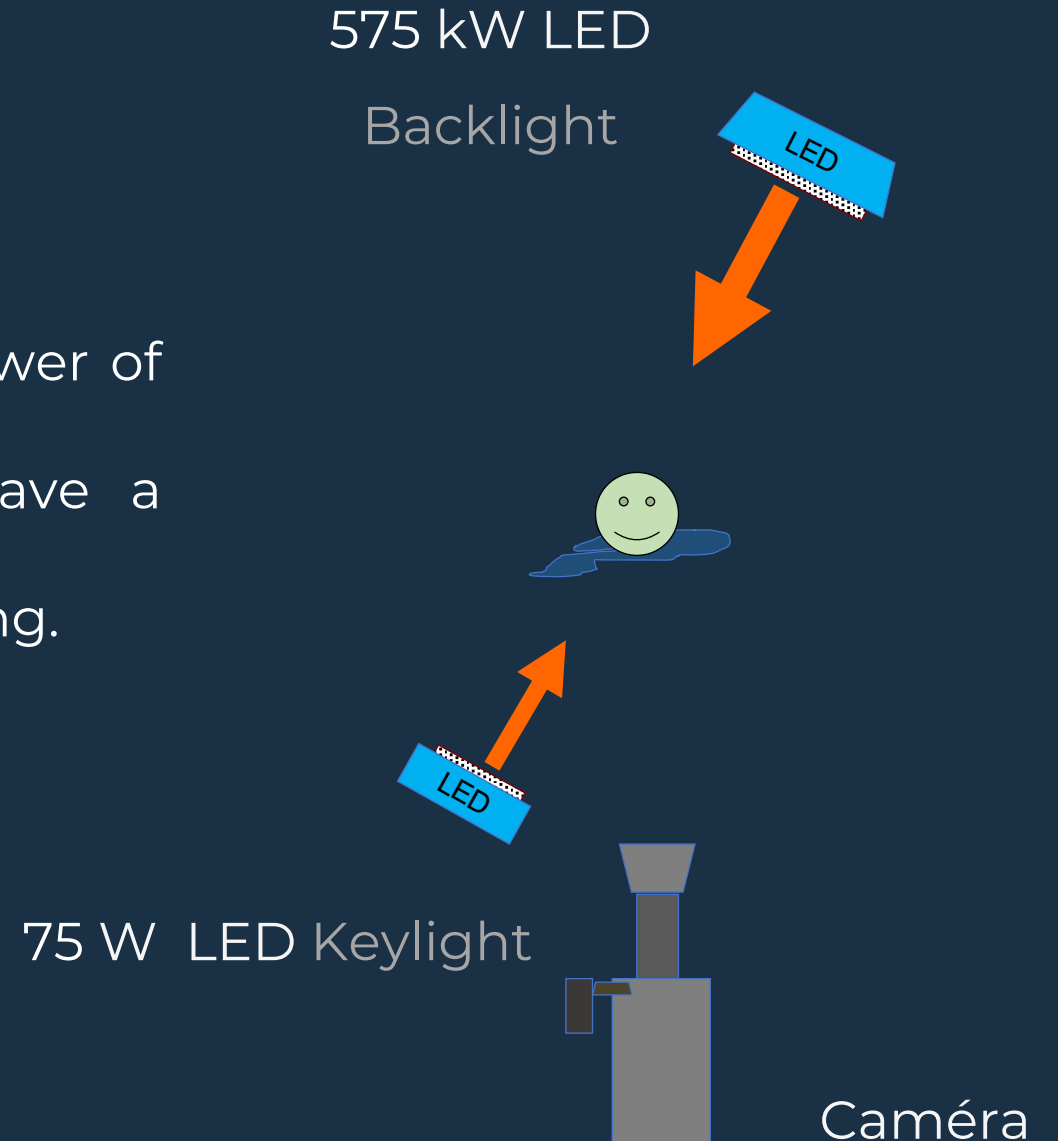 575 kW LED
Backlight
LED
wer of
ave a
ng.
LED
75 W LED Keylight
Caméra